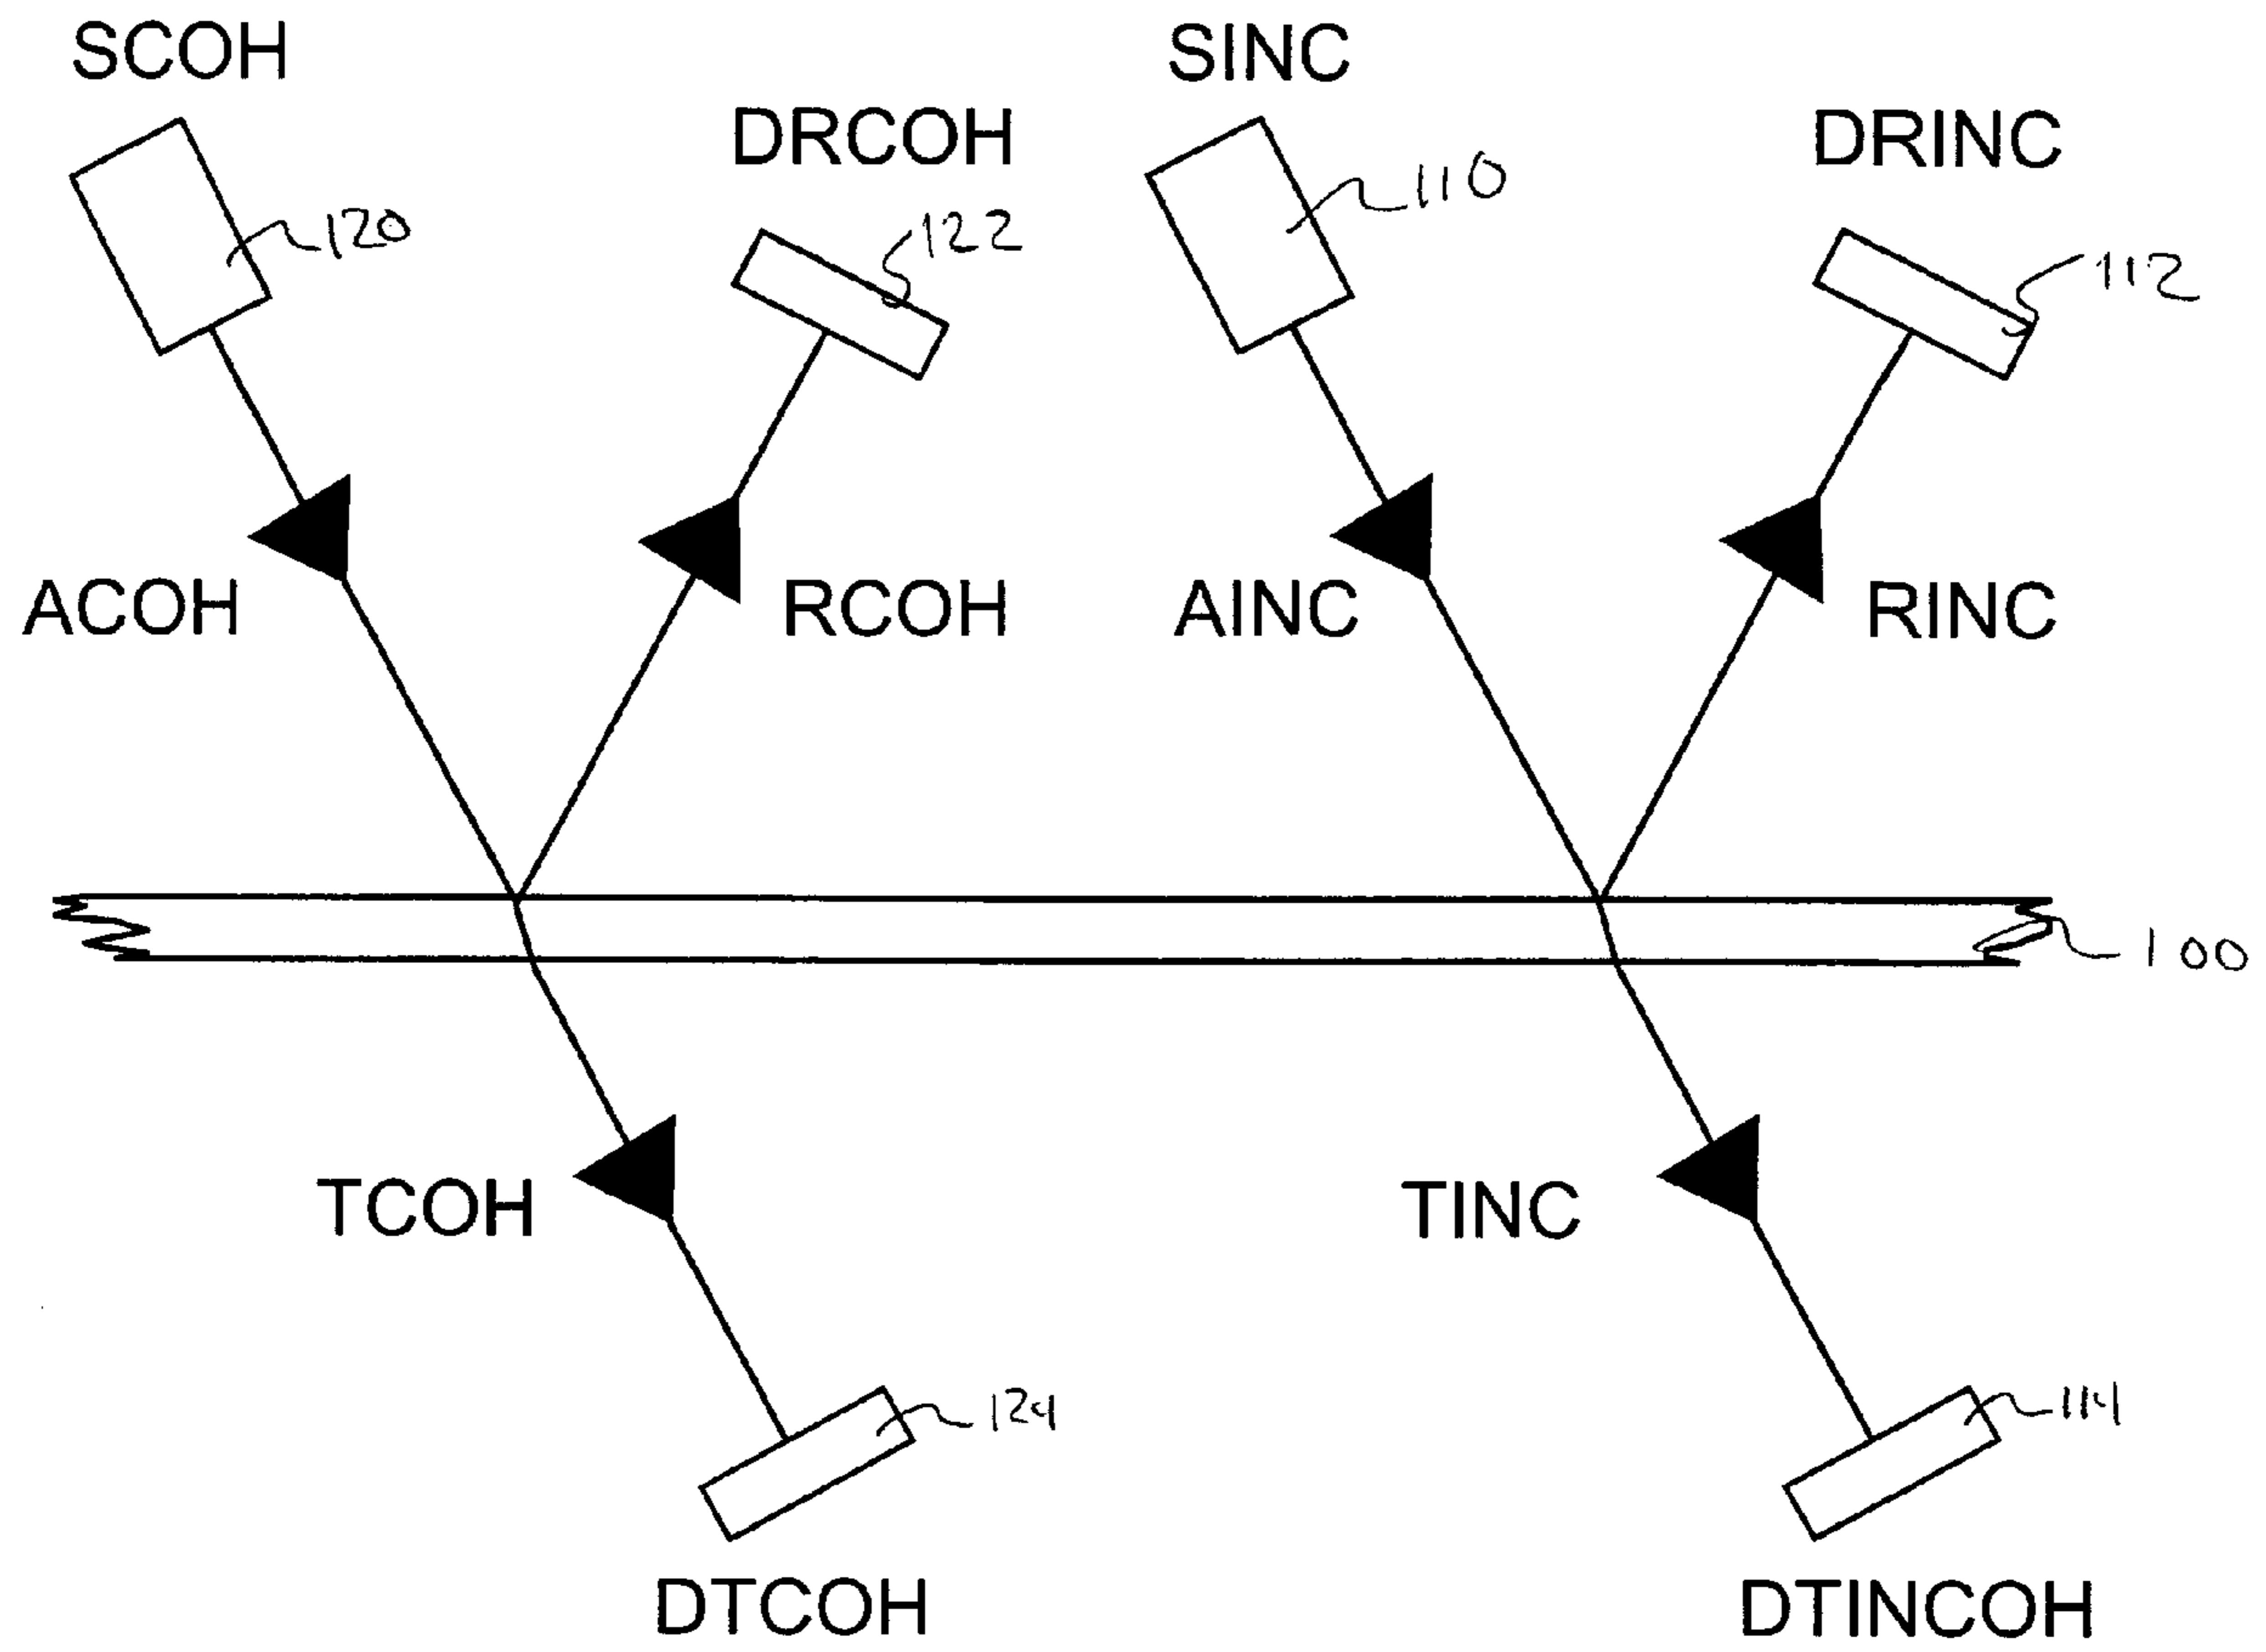 SCOH
SINC
DRCOH
DRINC
120
122
110
112
ACOH
RCOH
AINC
RINC
100
TCOH
TINC
124
114
DTCOH
DTINCOH